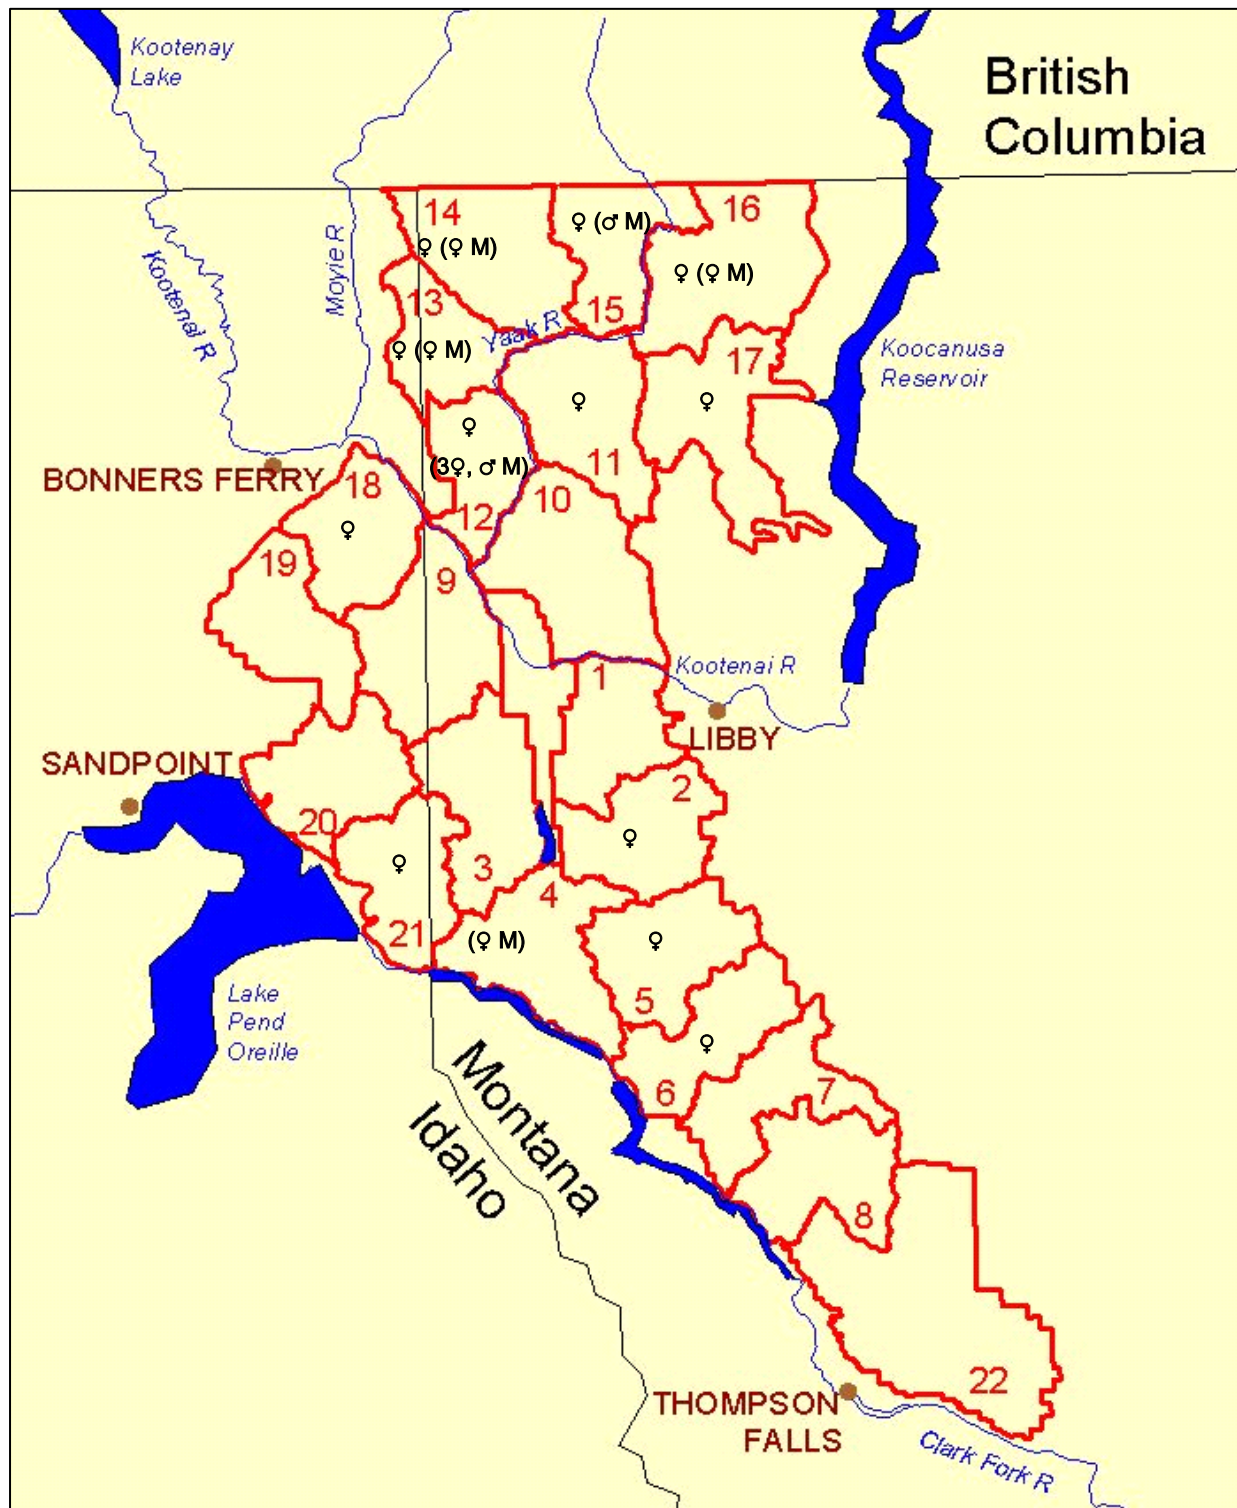 Kootenay
Lake
British
Columbia
14
♀ (♀ M)
♀ (♂ M)
16
♀ (♀ M)
Moyie R
Kootenai R
13
♀ (♀ M)
15
Yaak R
17
♀
♀
Koocanusa
Reservoir
♀
(3♀, ♂ M)
11
BONNERS FERRY
18
♀
12
10
19
9
1
Kootenai R
LIBBY
SANDPOINT
2
♀
20
♀
3
4
21
(♀ M)
♀
5
Lake
Pend
Oreille
♀
6
7
Montana
Idaho
8
22
THOMPSON
FALLS
Clark Fork R